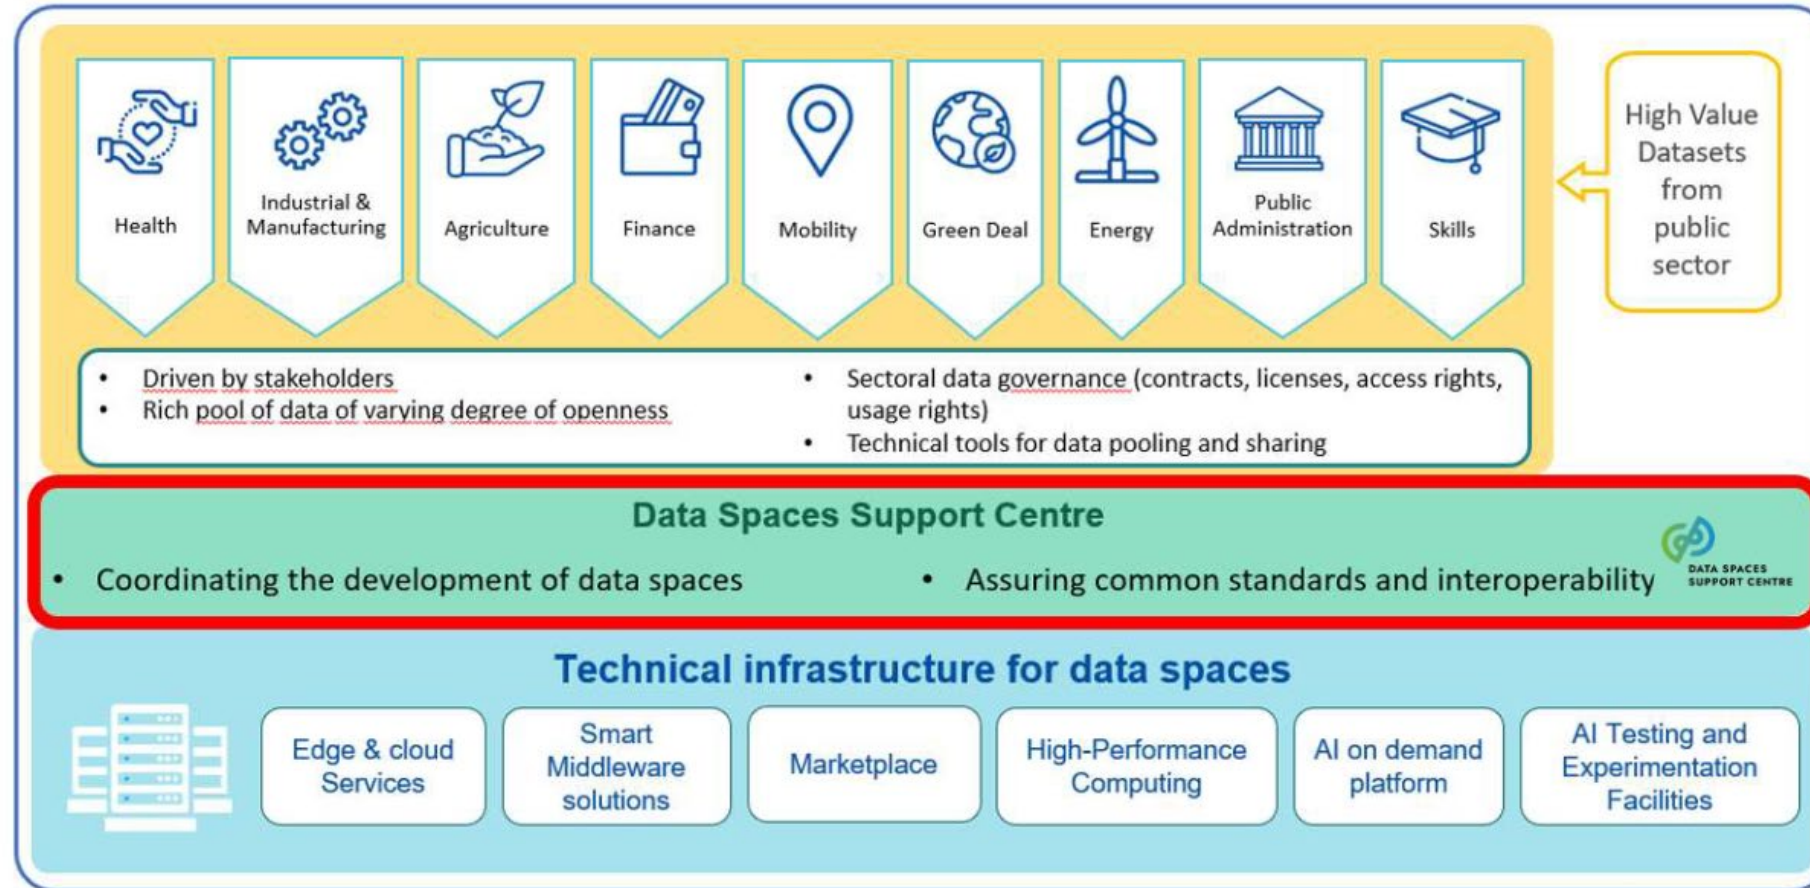 Health
Industrial &
Manufacturing
Agriculture
Finance
Mobility
Green Deal
Energy
Public
Administration
Skills
High Value
Datasets
from
public
sector
• Driven by stakeholders
• Rich pool of data of varying degree of openness
• Sectoral data governance (contracts, licenses, access rights,
usage rights)
• Technical tools for data pooling and sharing
Data Spaces Support Centre
• Coordinating the development of data spaces
• Assuring common standards and interoperability
DATA SPACES
SUPPORT CENTRE
Technical infrastructure for data spaces
Edge & cloud
Services
Smart
Middleware
solutions
Marketplace
High-Performance
Computing
AI on demand
platform
AI Testing and
Experimentation
Facilities